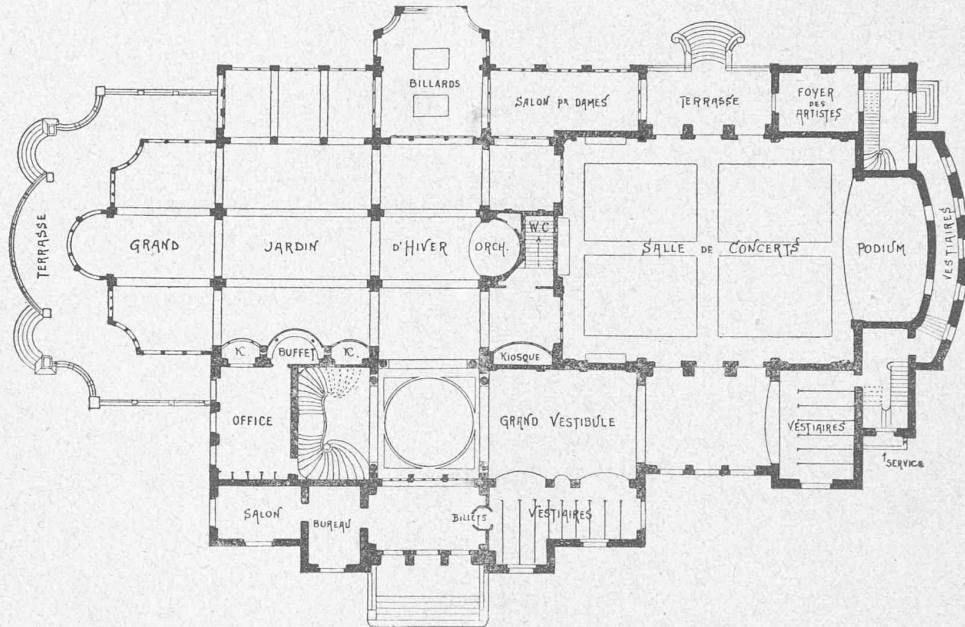 BILLARDS
SALON PR DAMES
TERRASSE
FOYER
DES
ARTISTES
TERRASSE
GRAND JARDIN D'HIVER
ORCH.
W.C
SALLE DE CONCERTS
PODIUM
VESTIAIRES
K.
BUFFET
K.
KIOSQUE
OFFICE
GRAND VESTIBULE
VESTIAIRES
SERVICE
SALON
BUREAU
BILLETS
VESTIAIRES